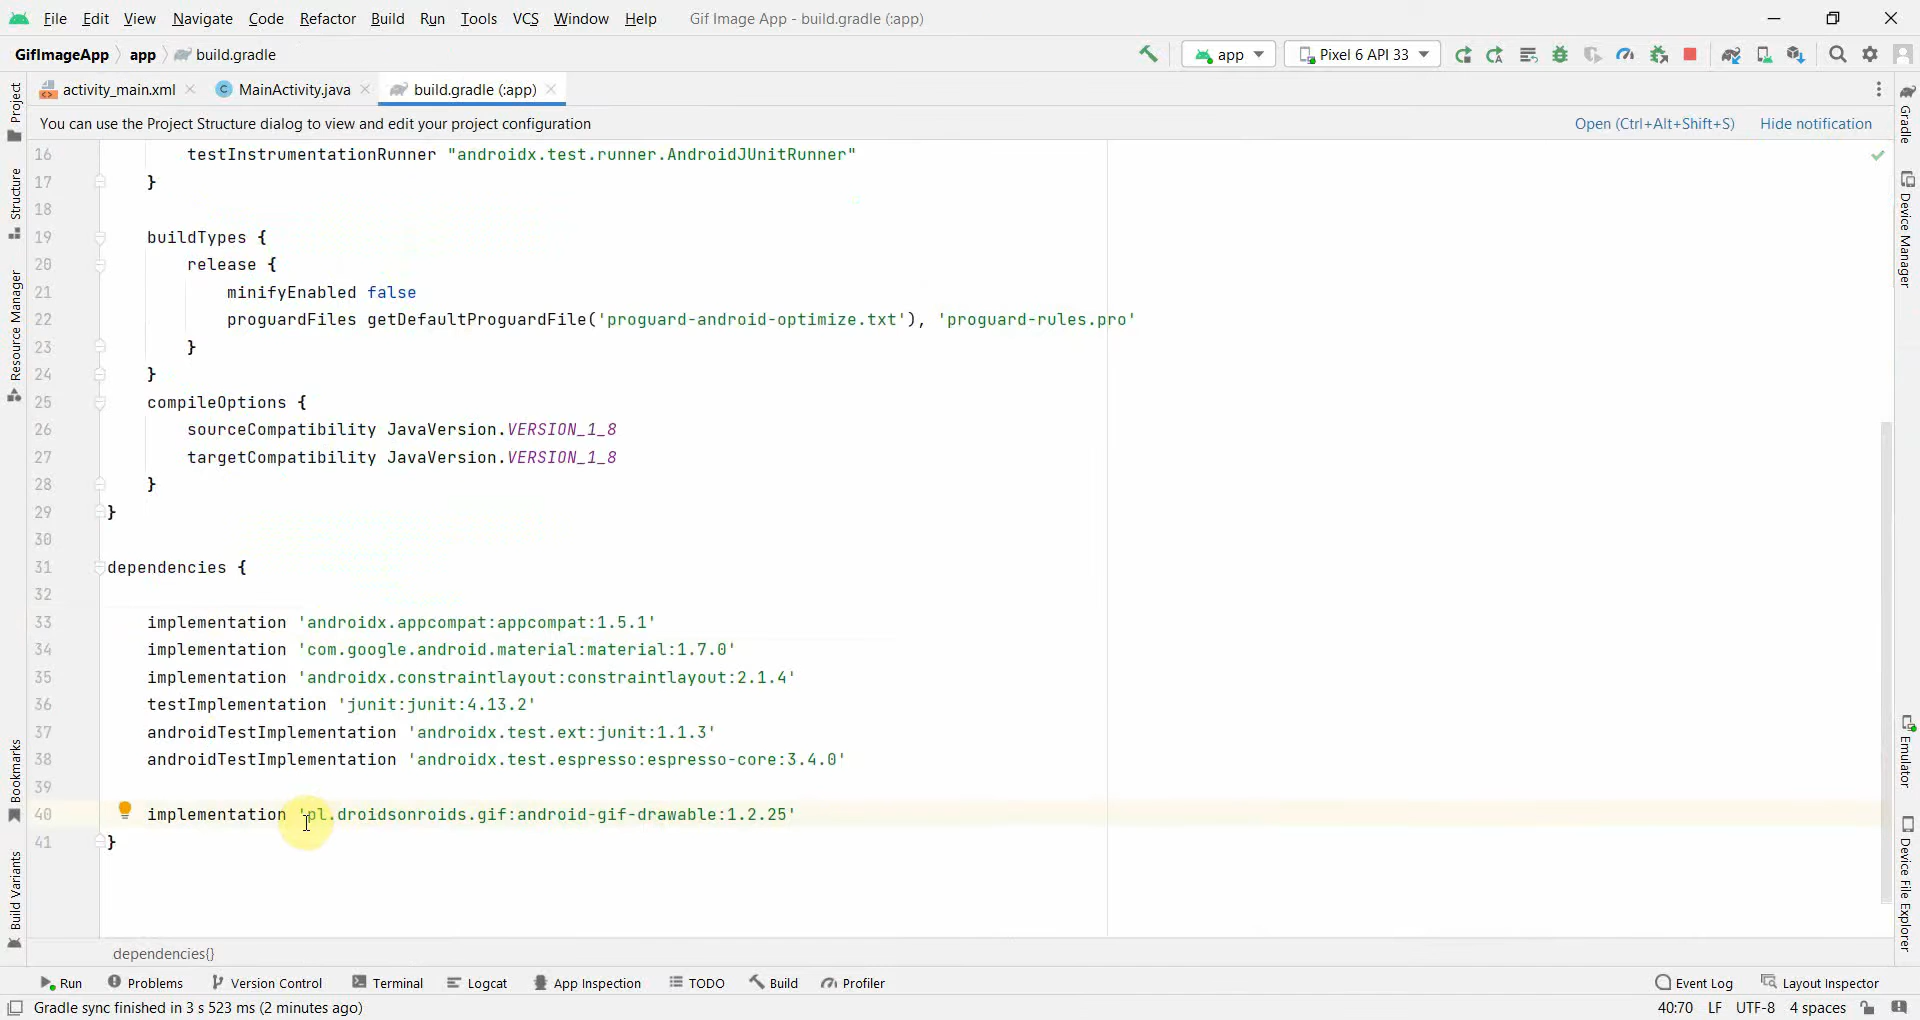 File Edit View Navigate Code Refactor Build Run Tools VCS Window Help Gif Image App - build.gradle (:app)
GifImageApp app build.gradle app Pixel 6 API 33
activity_main.xml MainActivity.java build.gradle (:app)
You can use the Project Structure dialog to view and edit your project configuration Open (Ctrl+Alt+Shift+S) Hide notification
16 testInstrumentationRunner "androidx.test.runner.AndroidJUnitRunner"
17 }
18
19 buildTypes {
20 release {
21 minifyEnabled false
22 proguardFiles getDefaultProguardFile('proguard-android-optimize.txt'), 'proguard-rules.pro'
23 }
24 }
25 compileOptions {
26 sourceCompatibility JavaVersion.VERSION_1_8
27 targetCompatibility JavaVersion.VERSION_1_8
28 }
29 }
30
31 dependencies {
32
33 implementation 'androidx.appcompat:appcompat:1.5.1'
34 implementation 'com.google.android.material:material:1.7.0'
35 implementation 'androidx.constraintlayout:constraintlayout:2.1.4'
36 testImplementation 'junit:junit:4.13.2'
37 androidTestImplementation 'androidx.test.ext:junit:1.1.3'
38 androidTestImplementation 'androidx.test.espresso:espresso-core:3.4.0'
39
40 implementation 'pl.droidsonroids.gif:android-gif-drawable:1.2.25'
41 }
dependencies{}
Project
Structure
Resource Manager
Bookmarks
Build Variants
Gradle
Device Manager
Emulator
Device File Explorer
Run Problems Version Control Terminal Logcat App Inspection TODO Build Profiler Event Log Layout Inspector
Gradle sync finished in 3 s 523 ms (2 minutes ago) 40:70 LF UTF-8 4 spaces